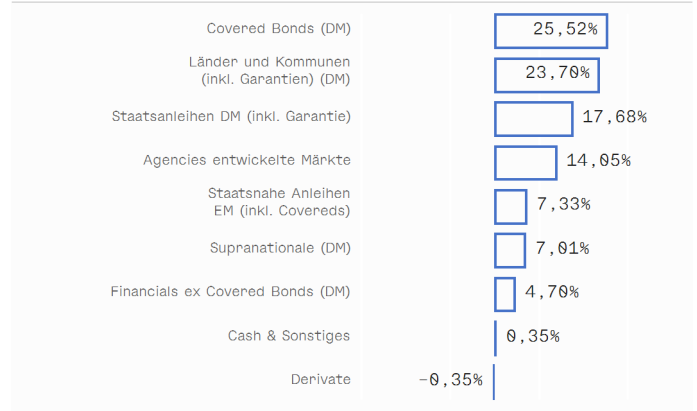 Covered Bonds (DM) 25,52%
Länder und Kommunen
(inkl. Garantien) (DM) 23,70%
Staatsanleihen DM (inkl. Garantie) 17,68%
Agencies entwickelte Märkte 14,05%
Staatsnahe Anleihen
EM (inkl. Covereds) 7,33%
Supranationale (DM) 7,01%
Financials ex Covered Bonds (DM) 4,70%
Cash & Sonstiges 0,35%
Derivate -0,35%